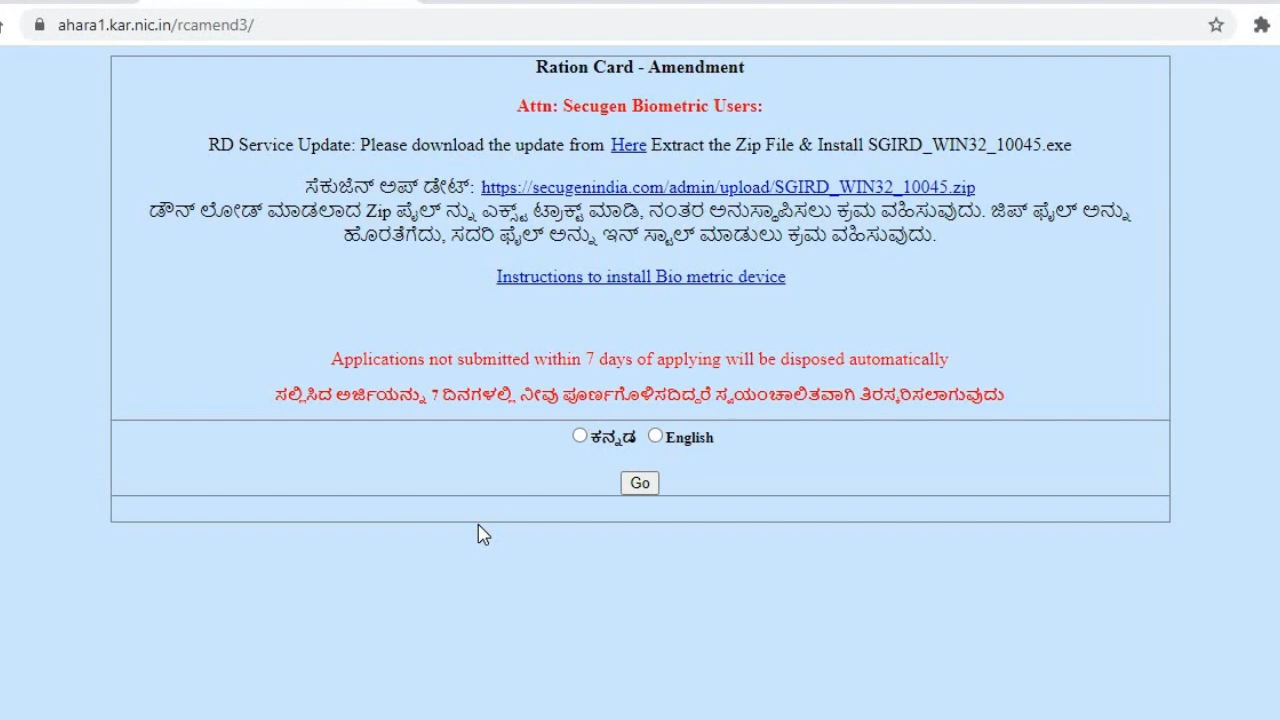 ahara1.kar.nic.in/rcamend3/
Ration Card - Amendment
Attn: Secugen Biometric Users:
RD Service Update: Please download the update from Here Extract the Zip File & Install SGIRD_WIN32_10045.exe
ಸೆಕುಜೆನ್ ಅಪ್ ಡೇಟ್: https://secugenindia.com/admin/upload/SGIRD_WIN32_10045.zip
ಡೌನ್ ಲೋಡ್ ಮಾಡಲಾದ Zip ಫೈಲ್ ನ್ನು ಎಕ್ಸ್ ಟ್ರಾಕ್ಟ್ ಮಾಡಿ, ನಂತರ ಅನುಸ್ಥಾಪಿಸಲು ಕ್ರಮ ವಹಿಸುವುದು. ಜಿಪ್ ಫೈಲ್ ಅನ್ನು
ಹೊರತೆಗೆದು, ಸದರಿ ಫೈಲ್ ಅನ್ನು ಇನ್ ಸ್ಟಾಲ್ ಮಾಡುಲು ಕ್ರಮ ವಹಿಸುವುದು.
Instructions to install Bio metric device
Applications not submitted within 7 days of applying will be disposed automatically
ಸಲ್ಲಿಸಿದ ಅರ್ಜಿಯನ್ನು 7 ದಿನಗಳಲ್ಲಿ ನೀವು ಪೂರ್ಣಗೊಳಿಸದಿದ್ದರೆ ಸ್ವಯಂಚಾಲಿತವಾಗಿ ತಿರಸ್ಕರಿಸಲಾಗುವುದು
ಕನ್ನಡ English
Go